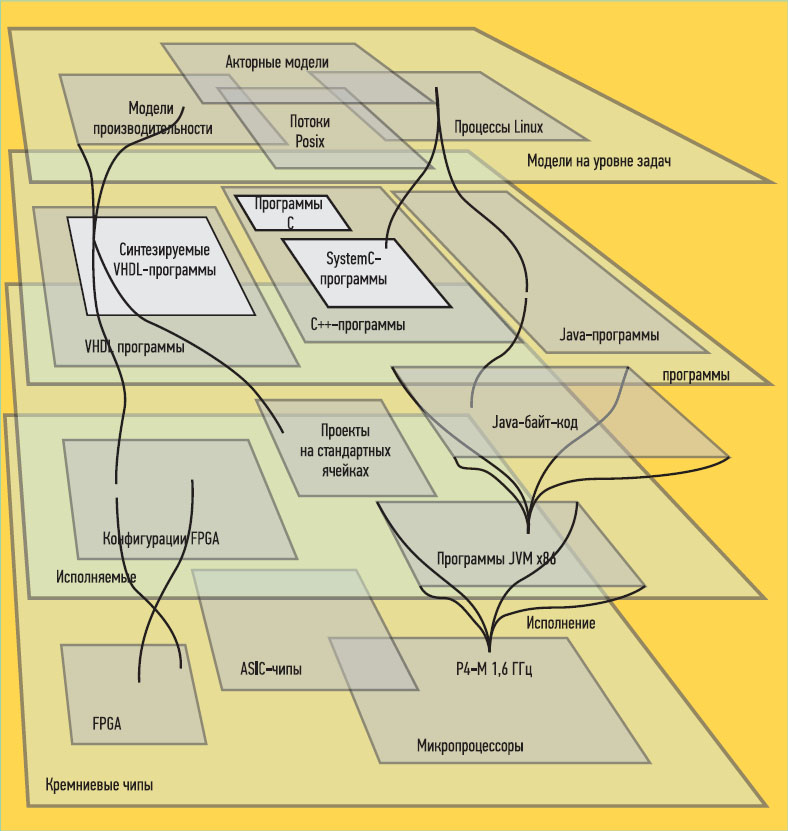 Акторные модели
Модели
производительности
Потоки
Posix
Процессы Linux
Модели на уровне задач
Программы
С
Синтезируемые
VHDL-программы
SystemC-
программы
C++-программы
Java-программы
VHDL программы
программы
Java-байт-код
Проекты
на стандартных
ячейках
Конфигурации FPGA
Программы JVM x86
Исполняемые
Исполнение
ASIC-чипы
P4-M 1,6 ГГц
FPGA
Микропроцессоры
Кремниевые чипы